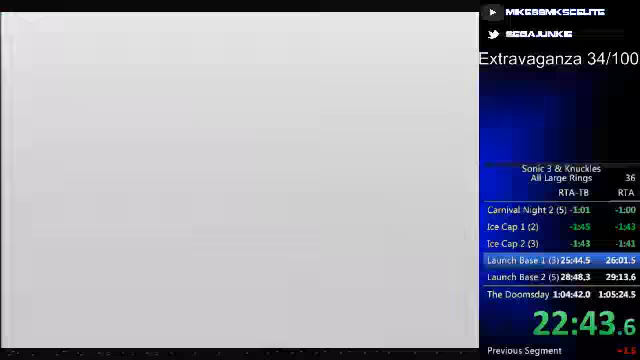 MIKE89MKSCELITE
SEGAJUNKIE
Extravaganza 34/100
Sonic 3 & Knuckles
All Large Rings 36
RTA-TB RTA
Carnival Night 2 (5) -1:01 -1:00
Ice Cap 1 (2) -1:45 -1:43
Ice Cap 2 (3) -1:43 -1:41
Launch Base 1 (3) 25:44.5 26:01.5
Launch Base 2 (5) 28:48.3 29:13.6
The Doomsday 1:04:42.0 1:05:24.5
22:43.6
Previous Segment